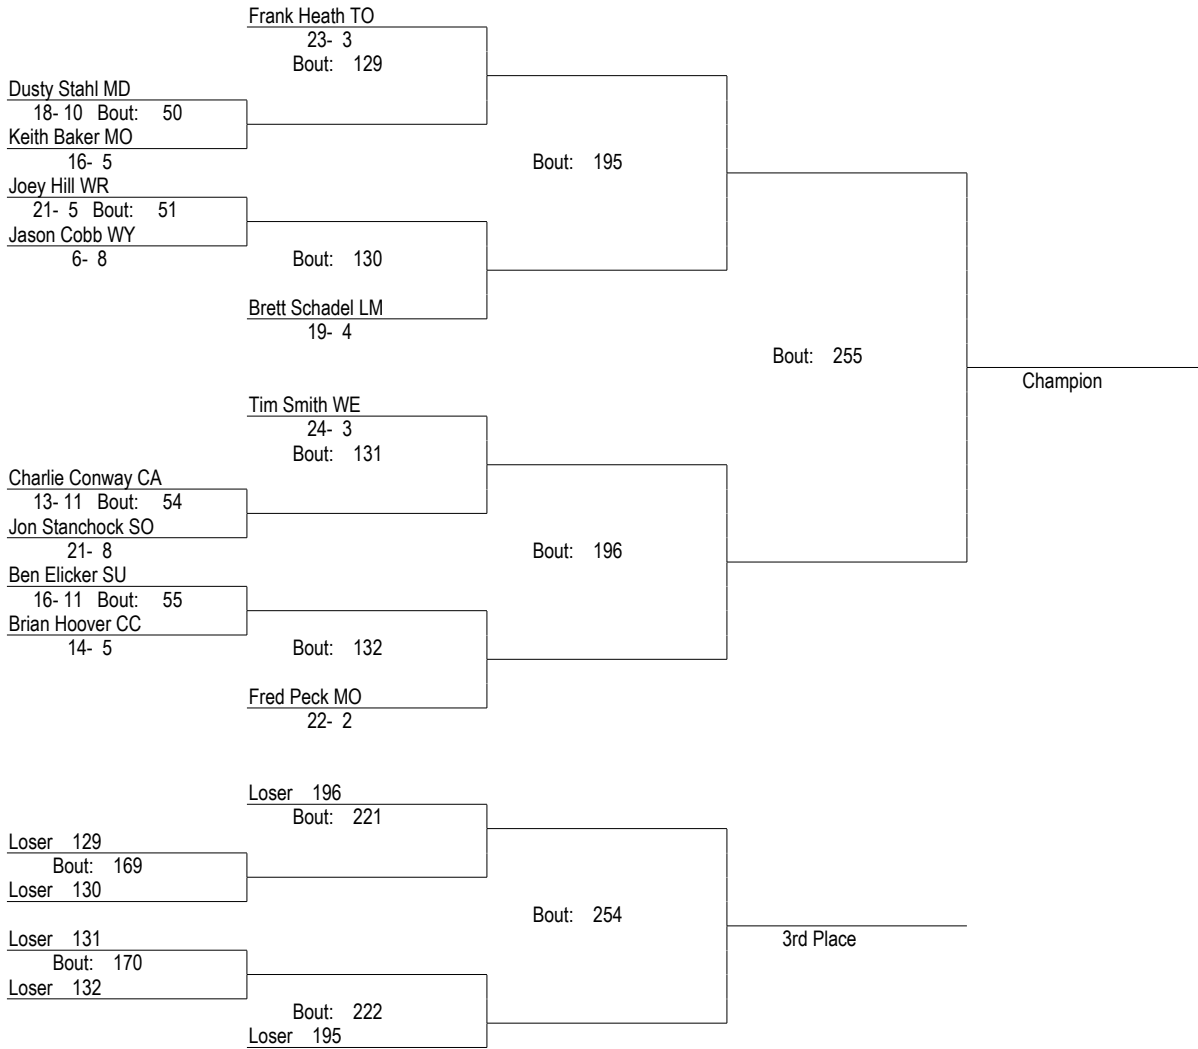 Frank Heath TO
23- 3
Bout: 129
Dusty Stahl MD
18- 10 Bout: 50
Keith Baker MO
16- 5
Bout: 195
Joey Hill WR
21- 5 Bout: 51
Jason Cobb WY
6- 8
Bout: 130
Brett Schadel LM
19- 4
Bout: 255
Champion
Tim Smith WE
24- 3
Bout: 131
Charlie Conway CA
13- 11 Bout: 54
Jon Stanchock SO
21- 8
Bout: 196
Ben Elicker SU
16- 11 Bout: 55
Brian Hoover CC
14- 5
Bout: 132
Fred Peck MO
22- 2
Loser 196
Bout: 221
Loser 129
Bout: 169
Loser 130
Bout: 254
Loser 131
3rd Place
Bout: 170
Loser 132
Bout: 222
Loser 195